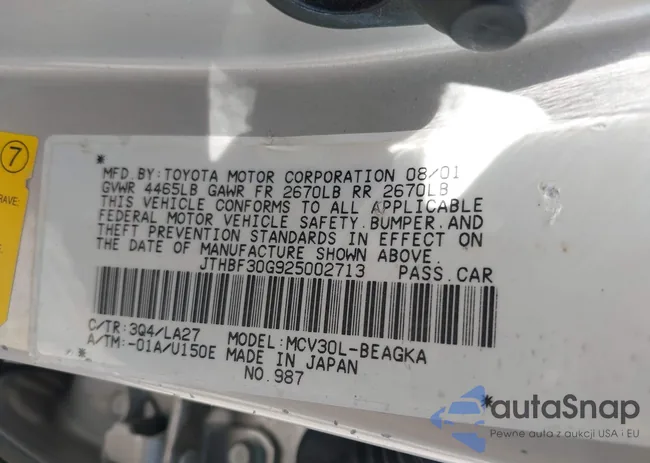 7
RAVE:
*
MFD.BY:TOYOTA MOTOR CORPORATION 08/01
GVWR 4465LB GAWR FR 2670LB RR 2670LB
THIS VEHICLE CONFORMS TO ALL APPLICABLE
FEDERAL MOTOR VEHICLE SAFETY.BUMPER.AND
THEFT PREVENTION STANDARDS IN EFFECT ON
THE DATE OF MANUFACTURE SHOWN ABOVE.
JTHBF30G925002713 PASS.CAR
C/TR:3Q4/LA27 MODEL:MCV30L-BEAGKA
A/TM:-01A/U150E MADE IN JAPAN
NO.987
*
autaSnap
Pewne auta z aukcji USA i EU